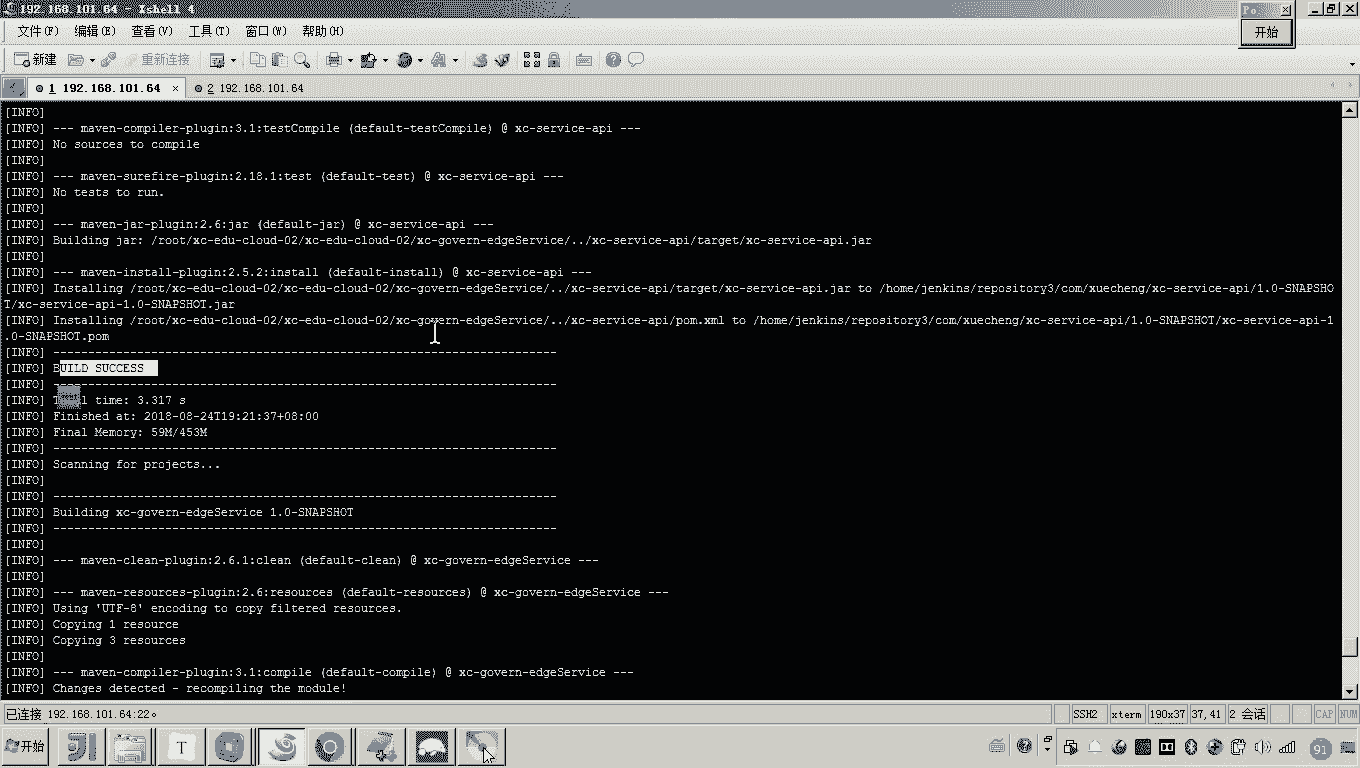 192.168.101.64 - Xshell 4
文件(F) 编辑(E) 查看(V) 工具(T) 窗口(W) 帮助(H)
开始
新建 重新连接
1 192.168.101.64 × 2 192.168.101.64
[INFO]
[INFO] --- maven-compiler-plugin:3.1:testCompile (default-testCompile) @ xc-service-api ---
[INFO] No sources to compile
[INFO]
[INFO] --- maven-surefire-plugin:2.18.1:test (default-test) @ xc-service-api ---
[INFO] No tests to run.
[INFO]
[INFO] --- maven-jar-plugin:2.6:jar (default-jar) @ xc-service-api ---
[INFO] Building jar: /root/xc-edu-cloud-02/xc-edu-cloud-02/xc-govern-edgeService/../xc-service-api/target/xc-service-api.jar
[INFO]
[INFO] --- maven-install-plugin:2.5.2:install (default-install) @ xc-service-api ---
[INFO] Installing /root/xc-edu-cloud-02/xc-edu-cloud-02/xc-govern-edgeService/../xc-service-api/target/xc-service-api.jar to /home/jenkins/repository3/com/xuecheng/xc-service-api/1.0-SNAPSHO
T/xc-service-api-1.0-SNAPSHOT.jar
[INFO] Installing /root/xc-edu-cloud-02/xc-edu-cloud-02/xc-govern-edgeService/../xc-service-api/pom.xml to /home/jenkins/repository3/com/xuecheng/xc-service-api/1.0-SNAPSHOT/xc-service-api-1
.0-SNAPSHOT.pom
[INFO] ------------------------------------------------------------------------
[INFO] BUILD SUCCESS
[INFO] ------------------------------------------------------------------------
[INFO] time: 3.317 s
[INFO] Finished at: 2018-08-24T19:21:37+08:00
[INFO] Final Memory: 59M/453M
[INFO] ------------------------------------------------------------------------
[INFO] Scanning for projects...
[INFO]
[INFO] ------------------------------------------------------------------------
[INFO] Building xc-govern-edgeService 1.0-SNAPSHOT
[INFO] ------------------------------------------------------------------------
[INFO]
[INFO] --- maven-clean-plugin:2.6.1:clean (default-clean) @ xc-govern-edgeService ---
[INFO]
[INFO] --- maven-resources-plugin:2.6:resources (default-resources) @ xc-govern-edgeService ---
[INFO] Using 'UTF-8' encoding to copy filtered resources.
[INFO] Copying 1 resource
[INFO] Copying 3 resources
[INFO]
[INFO] --- maven-compiler-plugin:3.1:compile (default-compile) @ xc-govern-edgeService ---
[INFO] Changes detected - recompiling the module!
已连接 192.168.101.64:22。 SSH2 xterm 190x37 37,41 2 会话 CAP NUM
开始 T 91